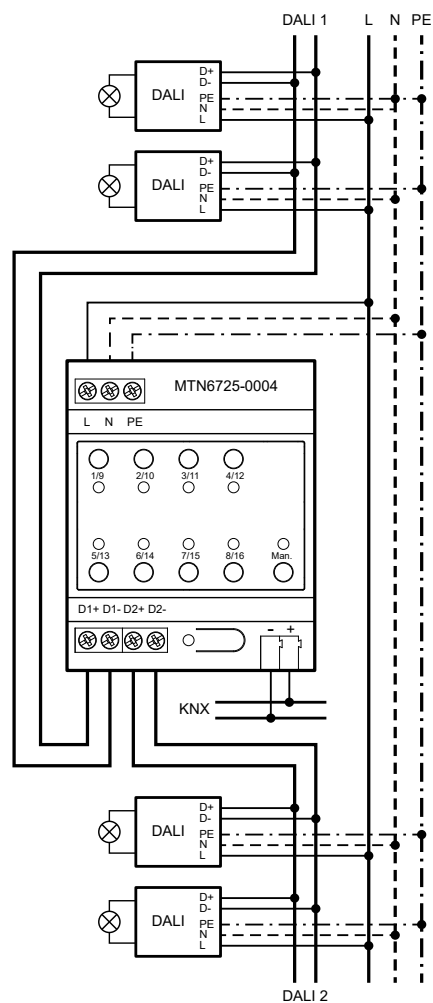 DALI 1 L N PE
DALI D+
D-
PE
N
L
DALI D+
D-
PE
N
L
MTN6725-0004
L N PE
1/9 2/10 3/11 4/12
5/13 6/14 7/15 8/16 Man.
D1+ D1- D2+ D2-
- +
KNX
DALI D+
D-
PE
N
L
DALI D+
D-
PE
N
L
DALI 2